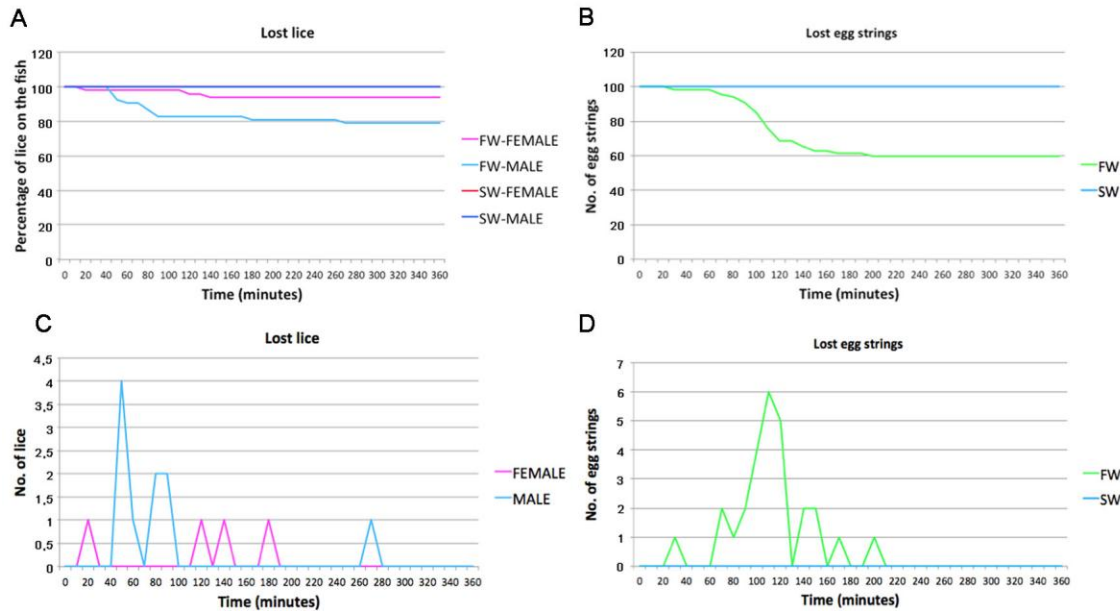 A
Lost lice
Percentage of lice on the fish
120
100
80
60
40
20
0
0 20 40 60 80 100 120 140 160 180 200 220 240 260 280 300 320 340 360
Time (minutes)
FW-FEMALE
FW-MALE
SW-FEMALE
SW-MALE
B
Lost egg strings
No. of egg strings
120
100
80
60
40
20
0
0 20 40 60 80 100 120 140 160 180 200 220 240 260 280 300 320 340 360
Time (minutes)
FW
SW
C
Lost lice
No. of lice
4,5
4
3,5
3
2,5
2
1,5
1
0,5
0
0 20 40 60 80 100 120 140 160 180 200 220 240 260 280 300 320 340 360
Time (minutes)
FEMALE
MALE
D
Lost egg strings
No. of egg strings
7
6
5
4
3
2
1
0
0 20 40 60 80 100 120 140 160 180 200 220 240 260 280 300 320 340 360
Time (minutes)
FW
SW